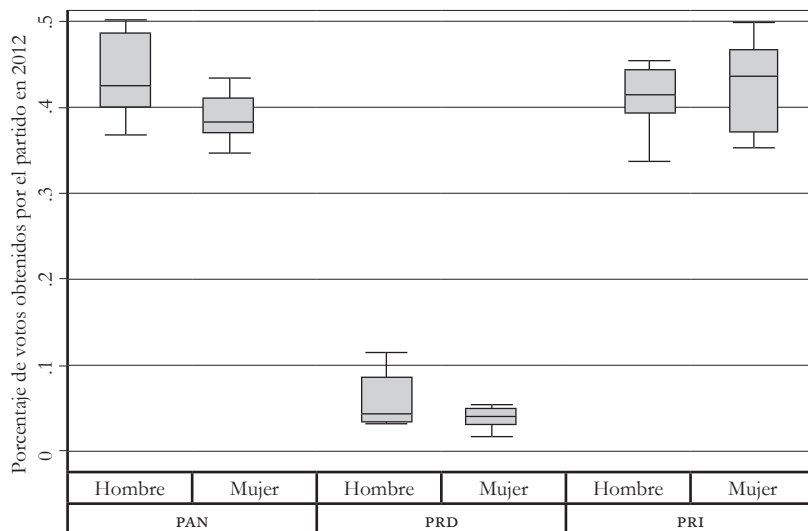 Porcentaje de votos obtenidos por el partido en 2012
.5
.4
.3
.2
.1
0
Hombre Mujer Hombre Mujer Hombre Mujer
PAN PRD PRI